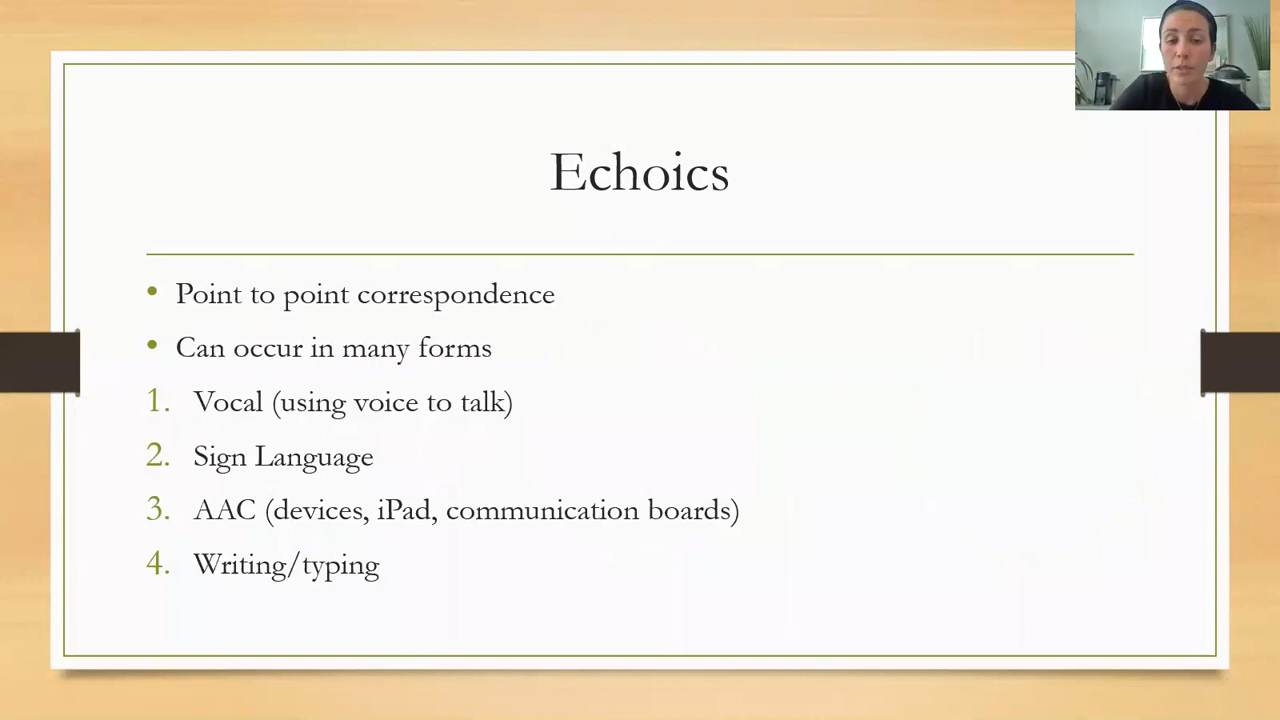 Echoics
• Point to point correspondence
• Can occur in many forms
1. Vocal (using voice to talk)
2. Sign Language
3. AAC (devices, iPad, communication boards)
4. Writing/typing